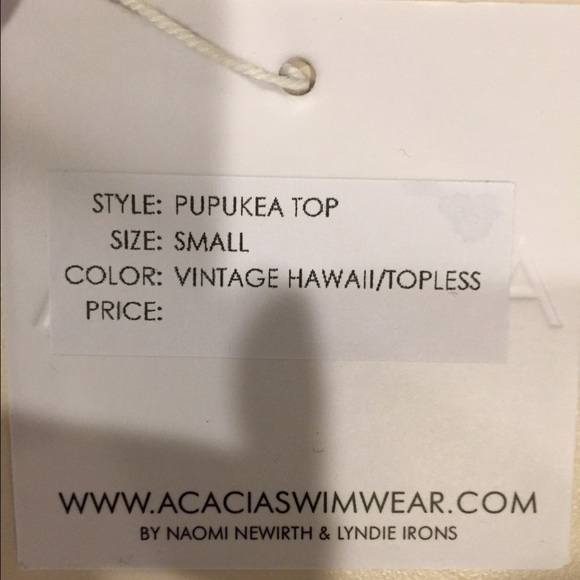 STYLE: PUPUKEA TOP
SIZE: SMALL
COLOR: VINTAGE HAWAII/TOPLESS
PRICE:
WWW.ACACIASWIMWEAR.COM
BY NAOMI NEWIRTH & LYNDIE IRONS